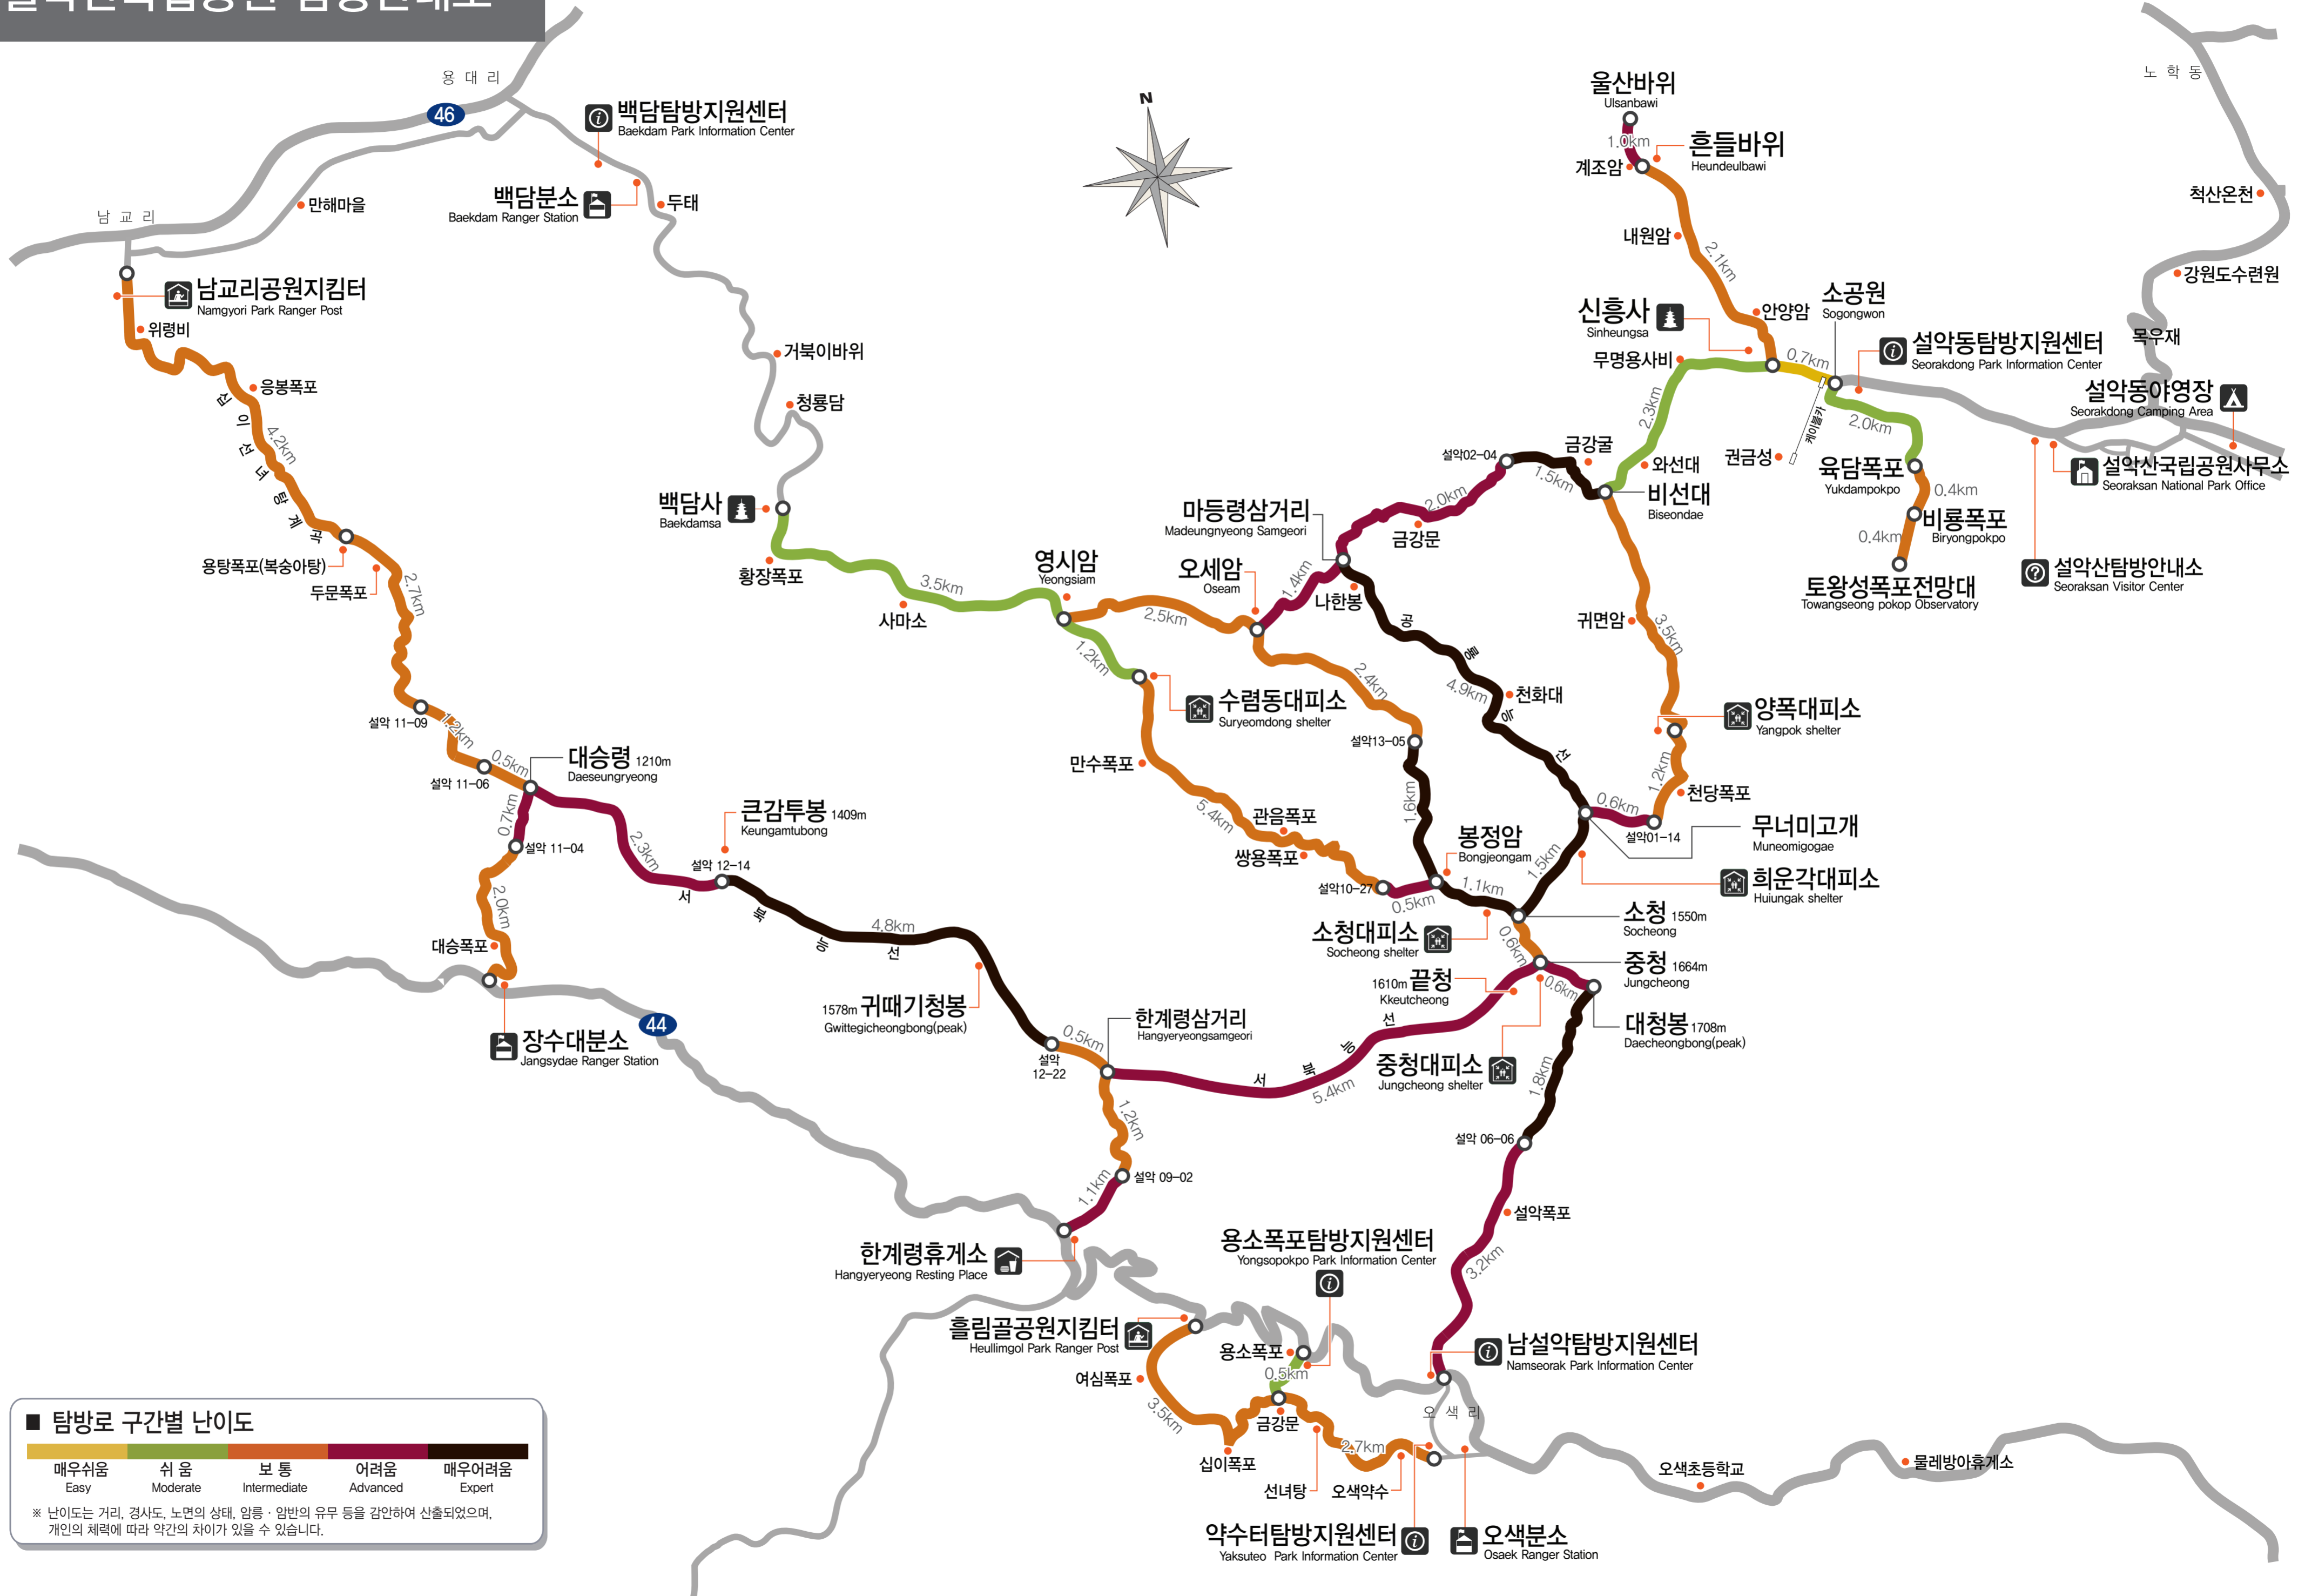 용 대 리
46
백담탐방지원센터
Baekdam Park Information Center
백담분소
Baekdam Ranger Station
두태
만해마을
남 교 리
남교리공원지킴터
Namgyori Park Ranger Post
위령비
응봉폭포
십 이 선 녀 탕 계 곡
4.2km
용탕폭포(복숭아탕)
두문폭포
2.7km
설악 11-09
1.2km
설악 11-06
0.5km
대승령 1210m
Daeseungryeong
0.7km
설악 11-04
2.0km
대승폭포
장수대분소
Jangsydae Ranger Station
44
2.3km
큰감투봉 1409m
Keungamtubong
설악 12-14
서 북 능 선
4.8km
1578m 귀때기청봉
Gwittegicheongbong(peak)
설악
12-22
0.5km
한계령삼거리
Hangyeryeongsamgeori
1.2km
설악 09-02
1.1km
한계령휴게소
Hangyeryeong Resting Place
서 북 능 선
5.4km
거북이바위
청룡담
백담사
Baekdamsa
황장폭포
3.5km
사마소
영시암
Yeongsiam
1.2km
2.5km
오세암
Oseam
수렴동대피소
Suryeomdong shelter
만수폭포
5.4km
관음폭포
쌍용폭포
설악10-27
0.5km
봉정암
Bongjeongam
2.4km
설악13-05
1.6km
1.1km
소청대피소
Socheong shelter
1.4km
마등령삼거리
Madeungnyeong Samgeori
나한봉
2.0km
금강문
설악02-04
1.5km
금강굴
공 룡 능 선
4.9km
천화대
N
울산바위
Ulsanbawi
1.0km
흔들바위
Heundeulbawi
계조암
내원암
2.1km
안양암
신흥사
Sinheungsa
무명용사비
소공원
Sogongwon
0.7km
2.3km
와선대
비선대
Biseondae
케이블카
권금성
설악동탐방지원센터
Seorakdong Park Information Center
2.0km
육담폭포
Yukdampokpo
0.4km
비룡폭포
Biryongpokpo
0.4km
토왕성폭포전망대
Towangseong pokop Observatory
노 학 동
척산온천
강원도수련원
목우재
설악동야영장
Seorakdong Camping Area
설악산국립공원사무소
Seoraksan National Park Office
설악산탐방안내소
Seoraksan Visitor Center
귀면암
3.5km
양폭대피소
Yangpok shelter
1.2km
천당폭포
0.6km
설악01-14
무너미고개
Muneomigogae
1.5km
희운각대피소
Huiungak shelter
소청 1550m
Socheong
0.6km
중청 1664m
Jungcheong
1610m 끝청
Kkeutcheong
0.6km
대청봉 1708m
Daecheongbong(peak)
중청대피소
Jungcheong shelter
1.8km
설악 06-06
설악폭포
3.2km
남설악탐방지원센터
Namseorak Park Information Center
용소폭포탐방지원센터
Yongsopokpo Park Information Center
흘림골공원지킴터
Heullimgol Park Ranger Post
용소폭포
0.5km
여심폭포
3.5km
십이폭포
금강문
선녀탕
2.7km
오색약수
오 색 리
약수터탐방지원센터
Yaksuteo Park Information Center
오색분소
Osaek Ranger Station
오색초등학교
물레방아휴게소
■ 탐방로 구간별 난이도
매우쉬움 쉬 움 보 통 어려움 매우어려움
Easy Moderate Intermediate Advanced Expert
※ 난이도는 거리, 경사도, 노면의 상태, 암릉 · 암반의 유무 등을 감안하여 산출되었으며,
개인의 체력에 따라 약간의 차이가 있을 수 있습니다.